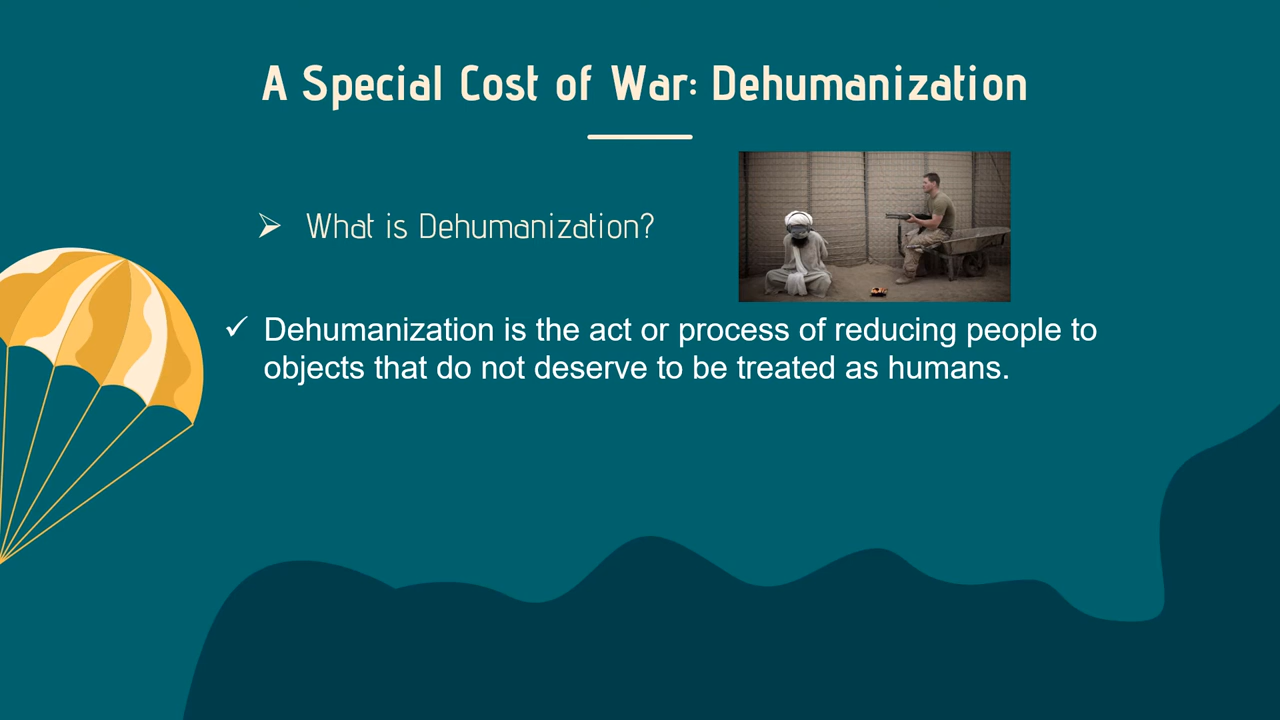 A Special Cost of War: Dehumanization
What is Dehumanization?
Dehumanization is the act or process of reducing people to
objects that do not deserve to be treated as humans.